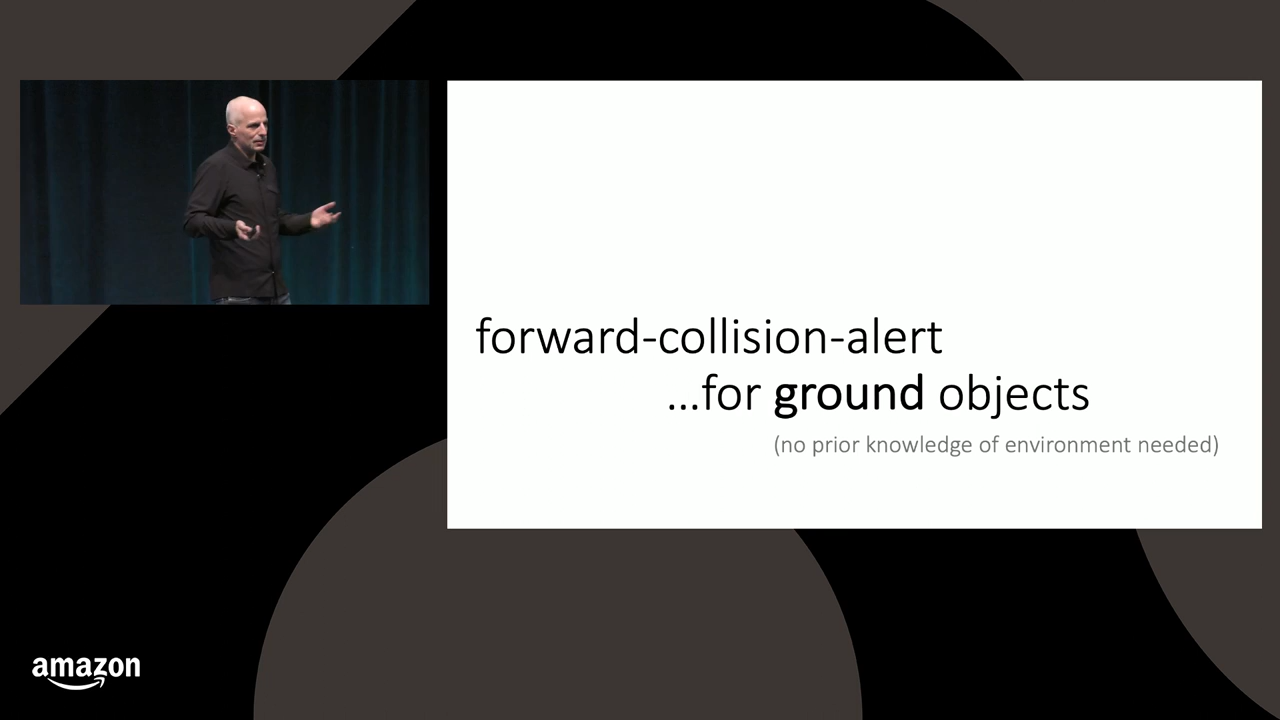 forward-collision-alert
...for ground objects
(no prior knowledge of environment needed)
amazon